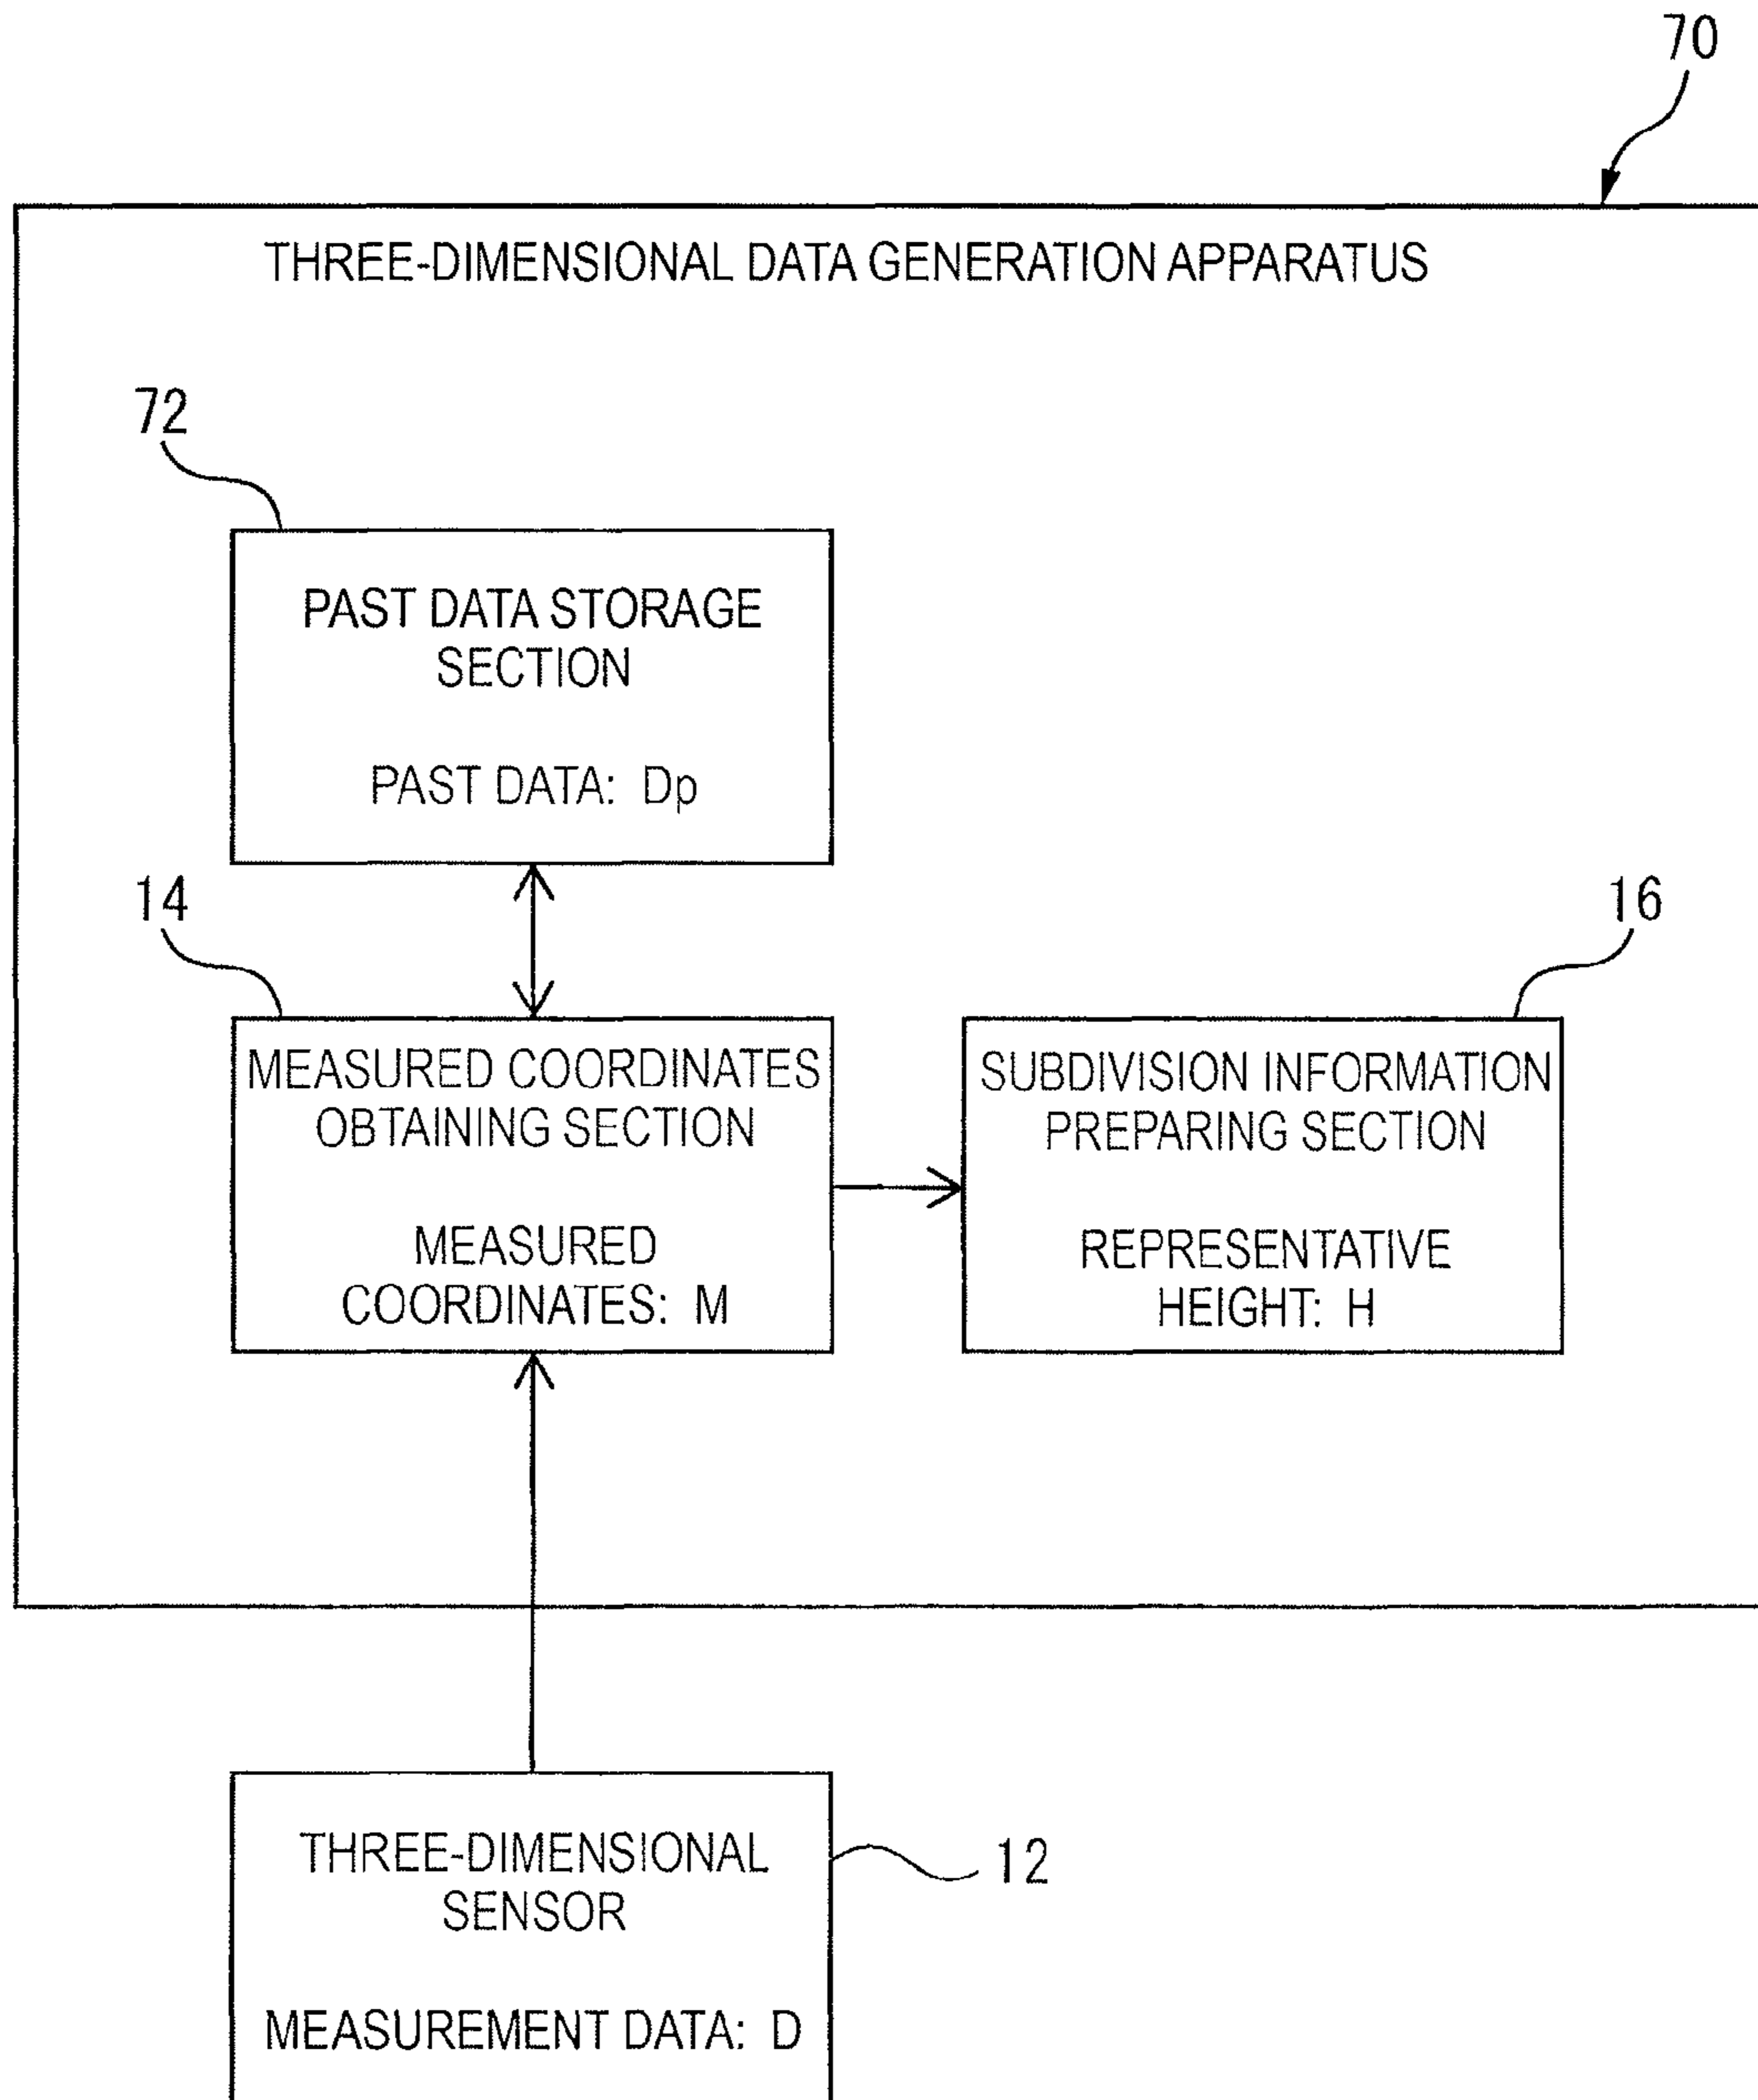 70
THREE-DIMENSIONAL DATA GENERATION APPARATUS
72
PAST DATA STORAGE
SECTION
PAST DATA: Dp
14
MEASURED COORDINATES
OBTAINING SECTION
MEASURED
COORDINATES: M
16
SUBDIVISION INFORMATION
PREPARING SECTION
REPRESENTATIVE
HEIGHT: H
THREE-DIMENSIONAL
SENSOR
MEASUREMENT DATA: D
12